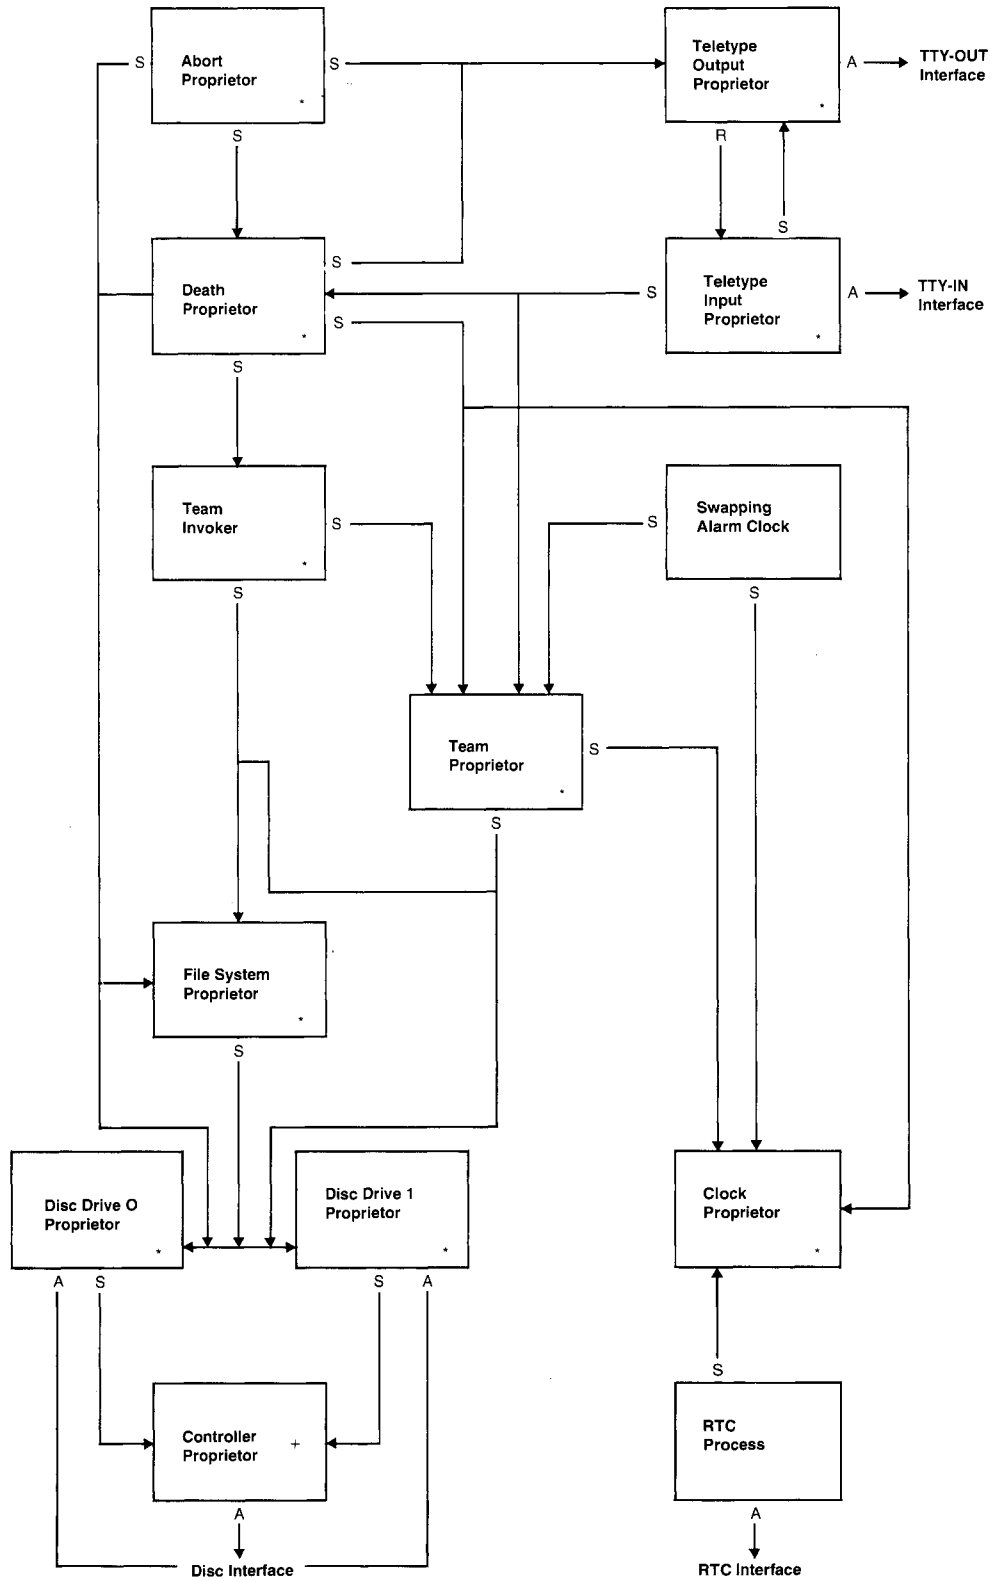 S
Abort
Proprietor
*
S
S
Teletype
Output
Proprietor
*
A
TTY-OUT
Interface
R
S
Death
Proprietor
*
S
S
S
S
Teletype
Input
Proprietor
*
A
TTY-IN
Interface
Team
Invoker
*
S
S
Swapping
Alarm Clock
S
S
Team
Proprietor
*
S
S
File System
Proprietor
*
S
Disc Drive O
Proprietor
*
A
S
Disc Drive 1
Proprietor
*
S
A
Clock
Proprietor
*
S
Controller
Proprietor
+
A
Disc Interface
RTC
Process
A
RTC Interface